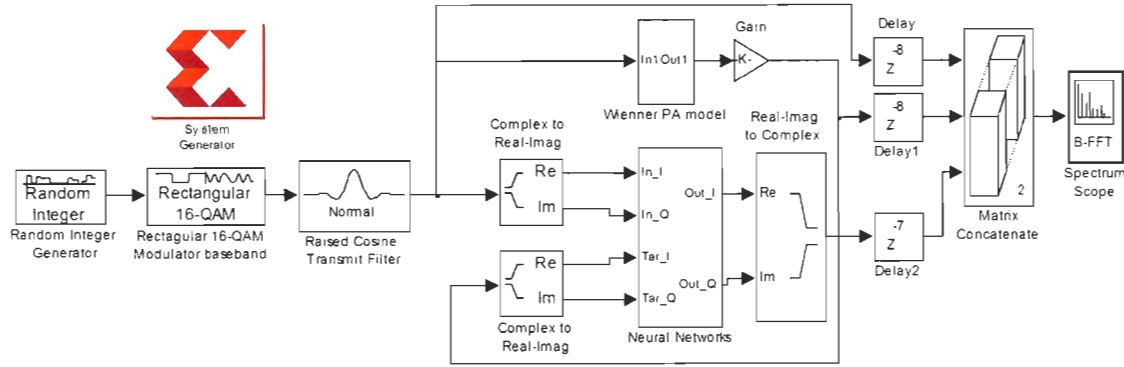 System
Generator
Random
Integer
Random Integer
Generator
Rectangular
16-QAM
Rectagular 16-QAM
Modulator baseband
Normal
Raised Cosine
Transmit Filter
In1 Out1
Wienner PA model
Gain
K-
Complex to
Real-Imag
Re
Im
Re
Im
Complex to
Real-Imag
In_I
In_Q
Tar_I
Tar_Q
Out_I
Out_Q
Neural Networks
Real-Imag
to Complex
Re
Im
Delay
-8
Z
-8
Z
Delay1
-7
Z
Delay2
2
Matrix
Concatenate
B-FFT
Spectrum
Scope